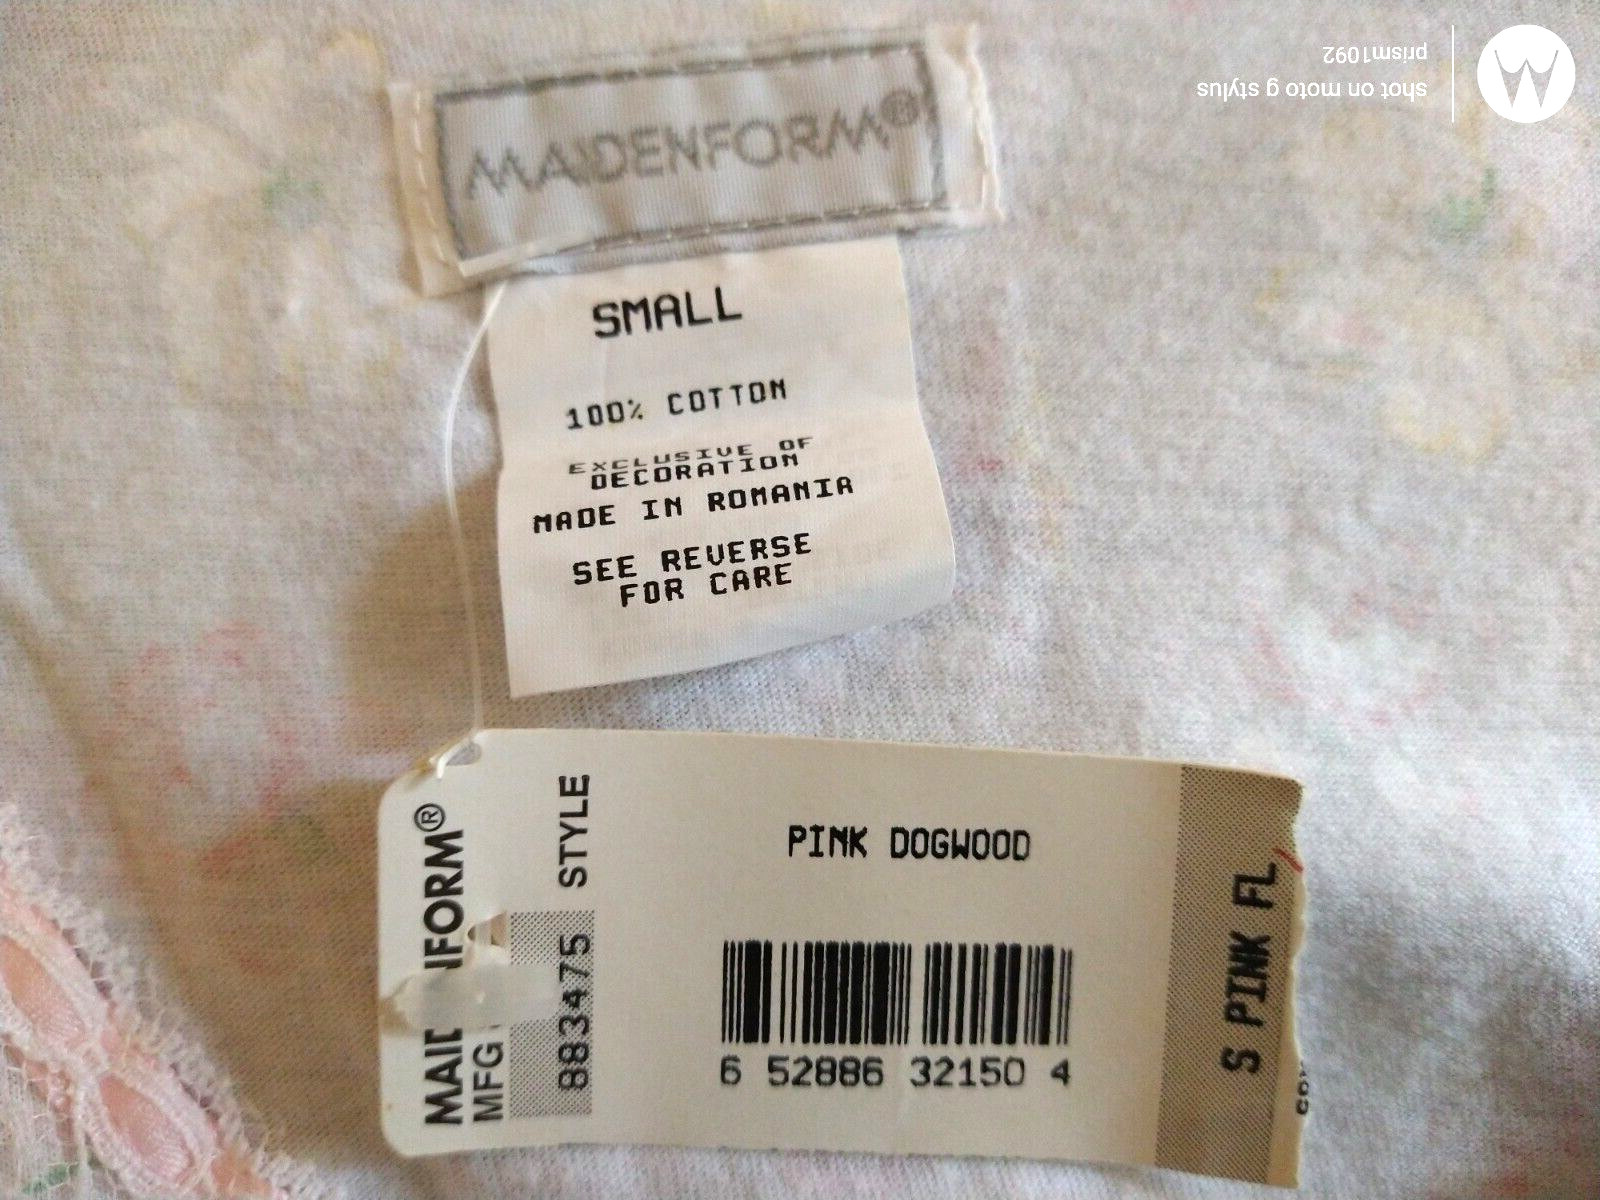 shot on moto g stylus
prism1092
MAIDENFORM®
SMALL
100% COTTON
EXCLUSIVE OF
DECORATION
MADE IN ROMANIA
SEE REVERSE
FOR CARE
MAID NFORM®
MFG
STYLE
883475
PINK DOGWOOD
6 52886 32150 4
S PINK FL